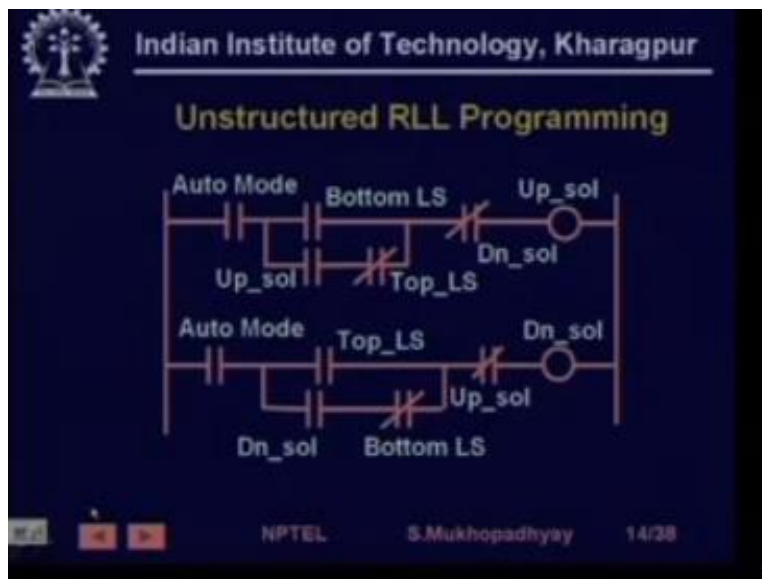 Indian Institute of Technology, Kharagpur
Unstructured RLL Programming
Auto Mode
Bottom LS
Up_sol
Dn_sol
Up_sol
Top_LS
Auto Mode
Top_LS
Dn_sol
Up_sol
Dn_sol
Bottom LS
NPTEL S.Mukhopadhyay 14/38